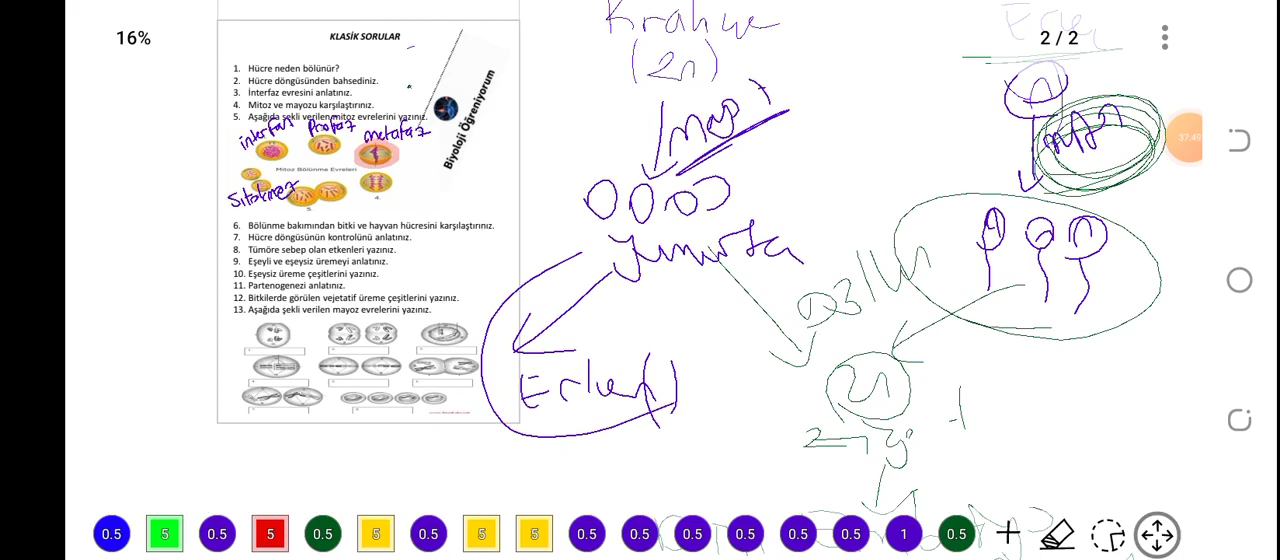 16%
2 / 2
37:49
KLASİK SORULAR
1. Hücre neden bölünür?
2. Hücre döngüsünden bahsediniz.
3. İnterfaz evresini anlatınız.
4. Mitoz ve mayozu karşılaştırınız.
5. Aşağıda şekli verilen mitoz evrelerini yazınız.
Biyoloji Öğreniyorum
interfaz
Profaz
metafaz
Mitoz Bölünme Evreleri
4.
5.
6. Bölünme bakımından bitki ve hayvan hücresini karşılaştırınız.
7. Hücre döngüsünün kontrolünü anlatınız.
8. Tümöre sebep olan etkenleri yazınız.
9. Eşeyli ve eşeysiz üremeyi anlatınız.
10. Eşeysiz üreme çeşitlerini yazınız.
11. Partenogenezi anlatınız.
12. Bitkilerde görülen vejetatif üreme çeşitlerini yazınız.
13. Aşağıda şekli verilen mayoz evrelerini yazınız.
(2n)
n
Yumurta
n n n
2n
0.5 5 0.5 5 0.5 5 0.5 5 5 0.5 0.5 0.5 0.5 0.5 0.5 1 0.5